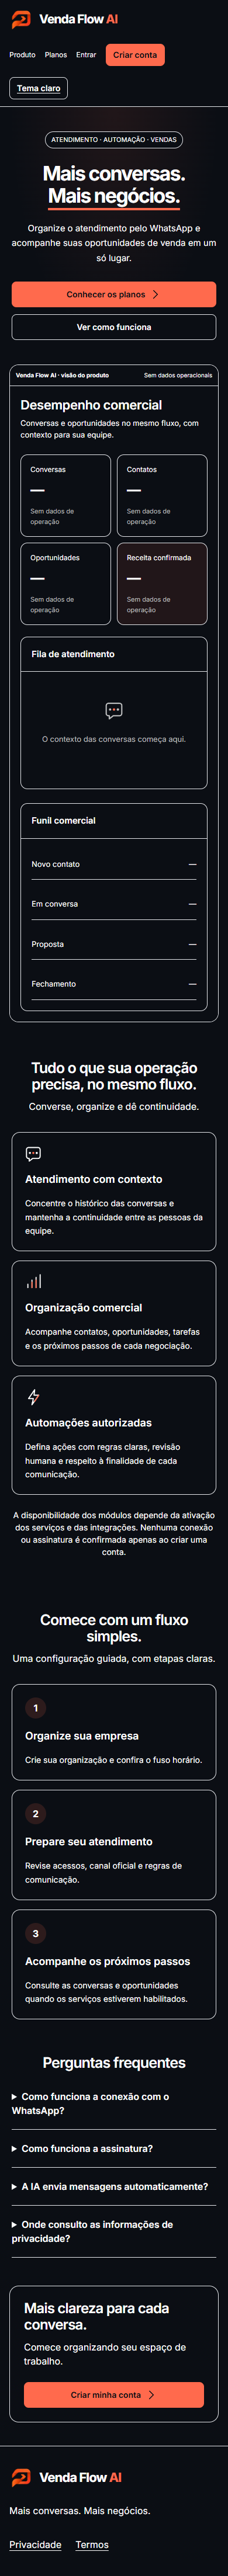 Venda Flow AI
Produto Planos Entrar Criar conta
Tema claro
ATENDIMENTO · AUTOMAÇÃO · VENDAS
Mais conversas.
Mais negócios.
Organize o atendimento pelo WhatsApp e
acompanhe suas oportunidades de venda em um
só lugar.
Conhecer os planos
Ver como funciona
Venda Flow AI · visão do produto Sem dados operacionais
Desempenho comercial
Conversas e oportunidades no mesmo fluxo, com
contexto para sua equipe.
Conversas
—
Sem dados de
operação
Contatos
—
Sem dados de
operação
Oportunidades
—
Sem dados de
operação
Receita confirmada
—
Sem dados de
operação
Fila de atendimento
O contexto das conversas começa aqui.
Funil comercial
Novo contato —
Em conversa —
Proposta —
Fechamento —
Tudo o que sua operação
precisa, no mesmo fluxo.
Converse, organize e dê continuidade.
Atendimento com contexto
Concentre o histórico das conversas e
mantenha a continuidade entre as pessoas da
equipe.
Organização comercial
Acompanhe contatos, oportunidades, tarefas
e os próximos passos de cada negociação.
Automações autorizadas
Defina ações com regras claras, revisão
humana e respeito à finalidade de cada
comunicação.
A disponibilidade dos módulos depende da ativação
dos serviços e das integrações. Nenhuma conexão
ou assinatura é confirmada apenas ao criar uma
conta.
Comece com um fluxo
simples.
Uma configuração guiada, com etapas claras.
1
Organize sua empresa
Crie sua organização e confira o fuso horário.
2
Prepare seu atendimento
Revise acessos, canal oficial e regras de
comunicação.
3
Acompanhe os próximos passos
Consulte as conversas e oportunidades
quando os serviços estiverem habilitados.
Perguntas frequentes
Como funciona a conexão com o
WhatsApp?
Como funciona a assinatura?
A IA envia mensagens automaticamente?
Onde consulto as informações de
privacidade?
Mais clareza para cada
conversa.
Comece organizando seu espaço de
trabalho.
Criar minha conta
Venda Flow AI
Mais conversas. Mais negócios.
Privacidade Termos